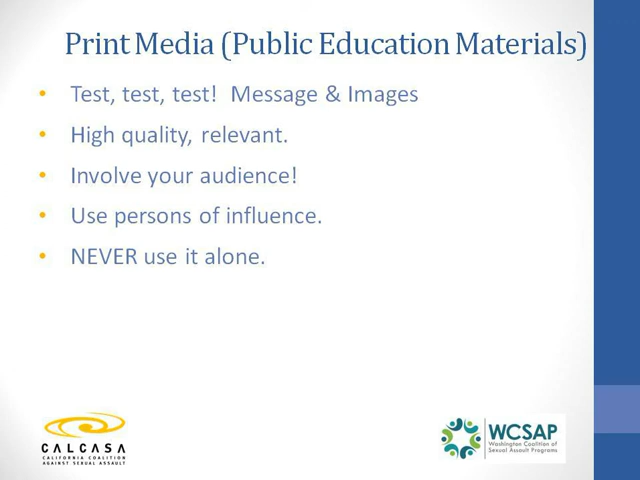 Print Media (Public Education Materials)
• Test, test, test!  Message & Images
• High quality, relevant.
• Involve your audience!
• Use persons of influence.
• NEVER use it alone.
CALCASA
CALIFORNIA COALITION
AGAINST SEXUAL ASSAULT
WCSAP
Washington Coalition of
Sexual Assault Programs